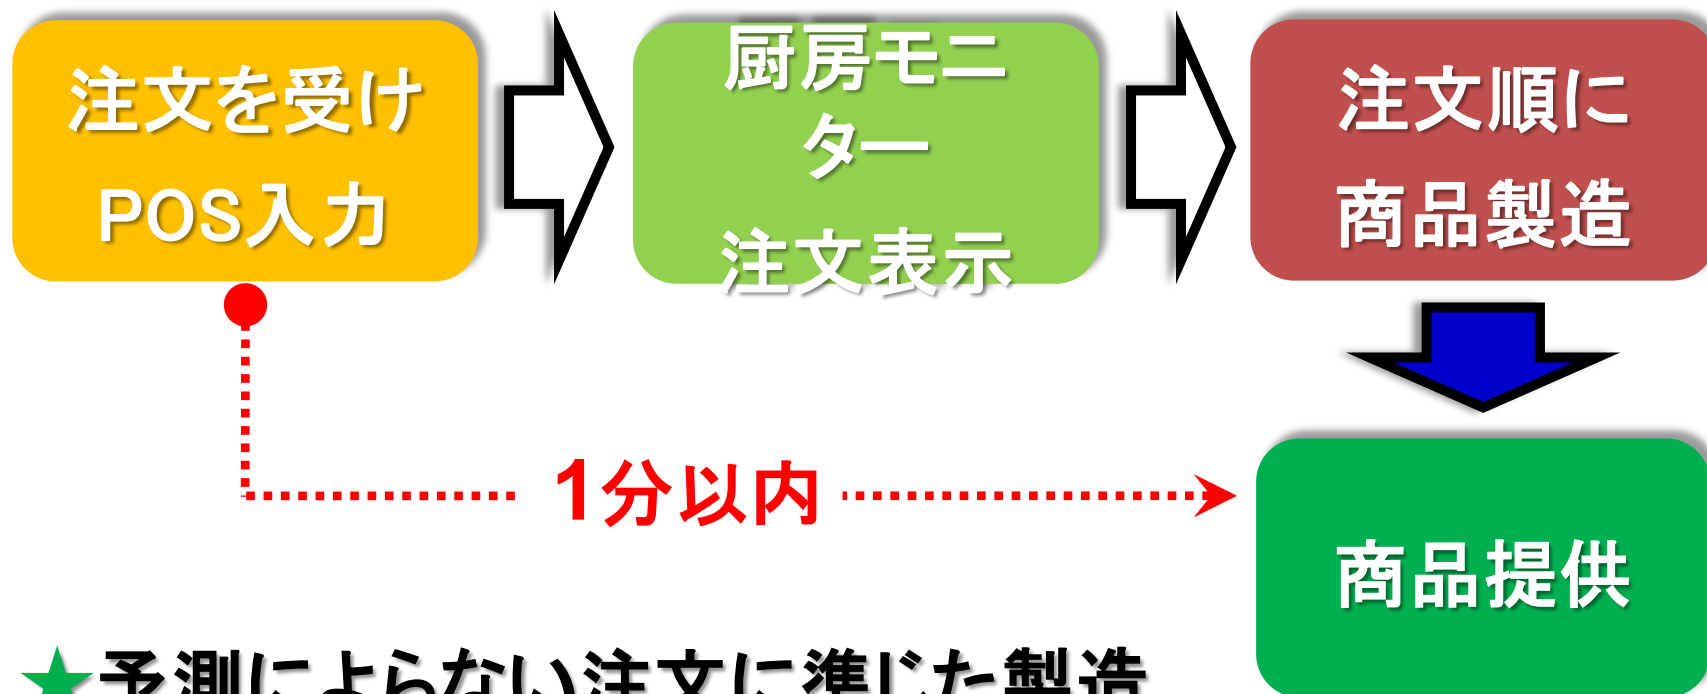 注文を受け
POS入力
厨房モニ
ター
注文表示
注文順に
商品製造
1分以内
商品提供
★予測によらない注文に準じた製造